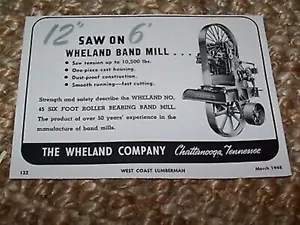 12" SAW ON 6'
WHELAND BAND MILL....
• Saw tension up to 10,500 lbs.
• One-piece cast housing.
• Dust-proof construction.
• Smooth running—fast cutting.
Strength and safety describe the WHELAND NO.
45 SIX FOOT ROLLER BEARING BAND MILL.
The product of over 50 years' experience in the
manufacture of band mills.
THE WHELAND COMPANY Chattanooga, Tennessee
122 WEST COAST LUMBERMAN March 1948